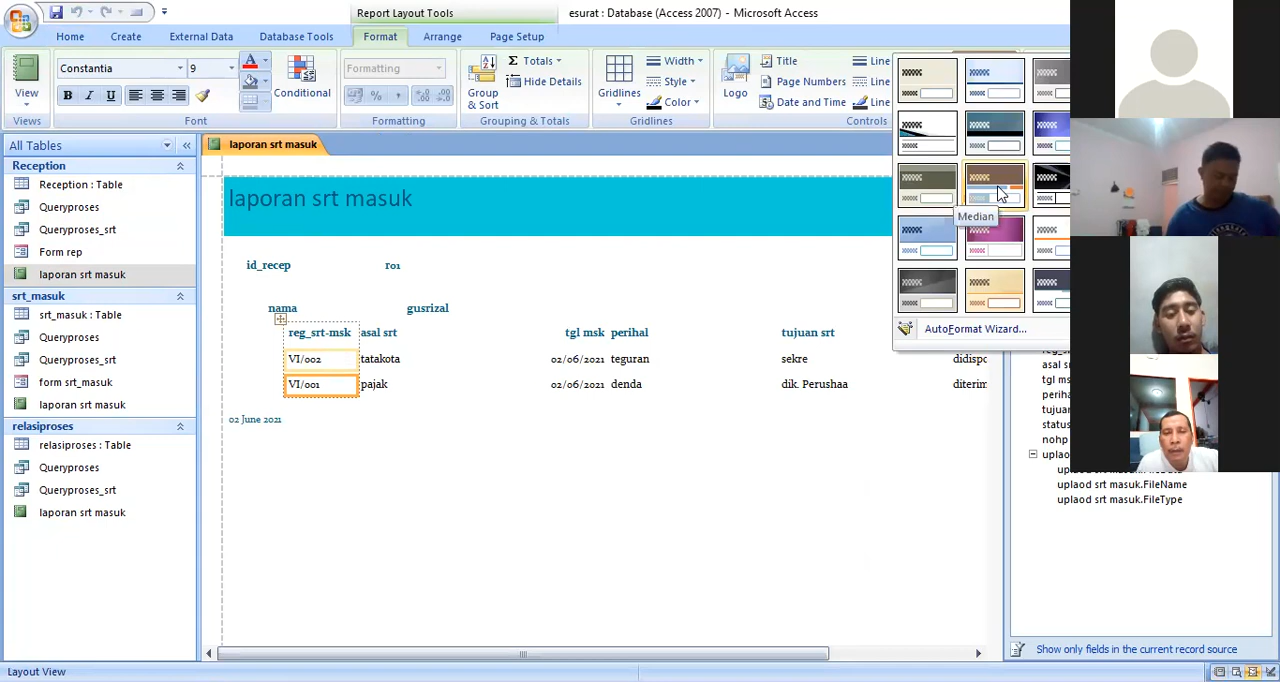 Report Layout Tools
esurat : Database (Access 2007) - Microsoft Access
Home
Create
External Data
Database Tools
Format
Arrange
Page Setup
View
Views
Constantia
9
B I U
Font
Conditional
Formatting
Formatting
Group
& Sort
Σ Totals
Hide Details
Grouping & Totals
Gridlines
Width
Style
Color
Gridlines
Logo
Title
Page Numbers
Date and Time
Line
Line
Line
Controls
Median
AutoFormat Wizard...
All Tables
Reception
Reception : Table
Queryproses
Queryproses_srt
Form rep
laporan srt masuk
srt_masuk
srt_masuk : Table
Queryproses
Queryproses_srt
form srt_masuk
laporan srt masuk
relasiproses
relasiproses : Table
Queryproses
Queryproses_srt
laporan srt masuk
laporan srt masuk
laporan srt masuk
id_recep r01
nama gusrizal
reg_srt-msk asal srt tgl msk perihal tujuan srt
VI/002 tatakota 02/06/2021 teguran sekre didispo
VI/001 pajak 02/06/2021 denda dik. Perushaa diterim
02 June 2021
asal sr
tgl ms
periha
tujuan
status
nohp
uplaod srt masuk.FileName
uplaod srt masuk.FileType
Show only fields in the current record source
Layout View